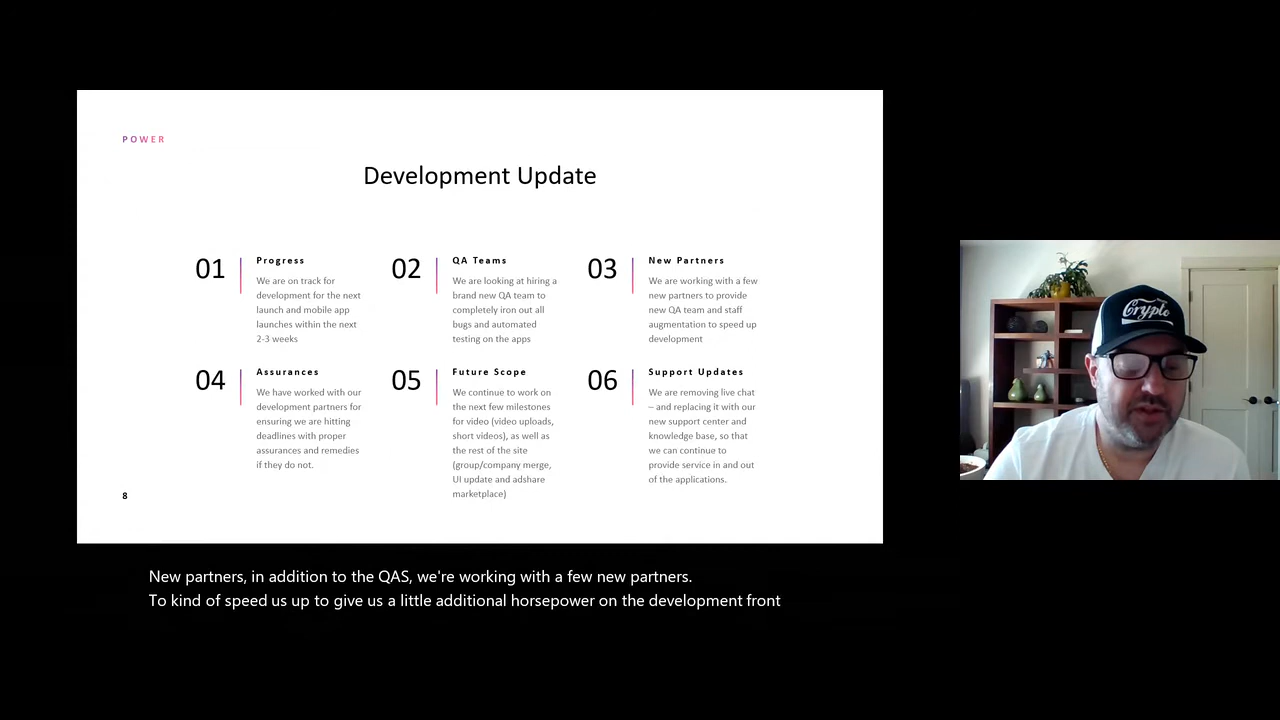 POWER
Development Update
01
Progress
We are on track for
development for the next
launch and mobile app
launches within the next
2-3 weeks
02
QA Teams
We are looking at hiring a
brand new QA team to
completely iron out all
bugs and automated
testing on the apps
03
New Partners
We are working with a few
new partners to provide
new QA team and staff
augmentation to speed up
development
04
Assurances
We have worked with our
development partners for
ensuring we are hitting
deadlines with proper
assurances and remedies
if they do not.
05
Future Scope
We continue to work on
the next few milestones
for video (video uploads,
short videos), as well as
the rest of the site
(group/company merge,
UI update and adshare
marketplace)
06
Support Updates
We are removing live chat
– and replacing it with our
new support center and
knowledge base, so that
we can continue to
provide service in and out
of the applications.
8
Crypto
New partners, in addition to the QAS, we're working with a few new partners.
To kind of speed us up to give us a little additional horsepower on the development front